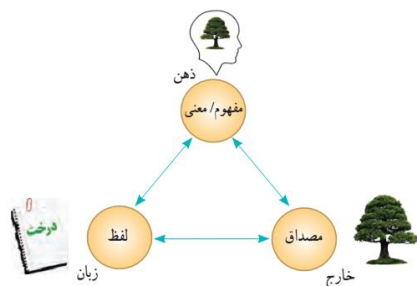 ذهن
مفهوم/ معنی
درخت
لفظ
مصداق
زبان
خارج